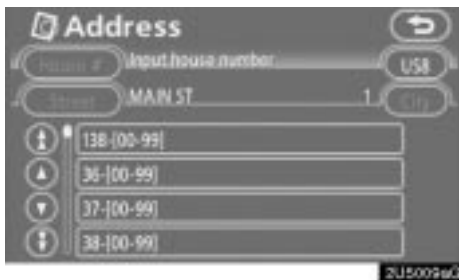 Address
House # Input house number USB
Street MAIN ST 1 City
138-[00-99]
36-[00-99]
37-[00-99]
38-[00-99]